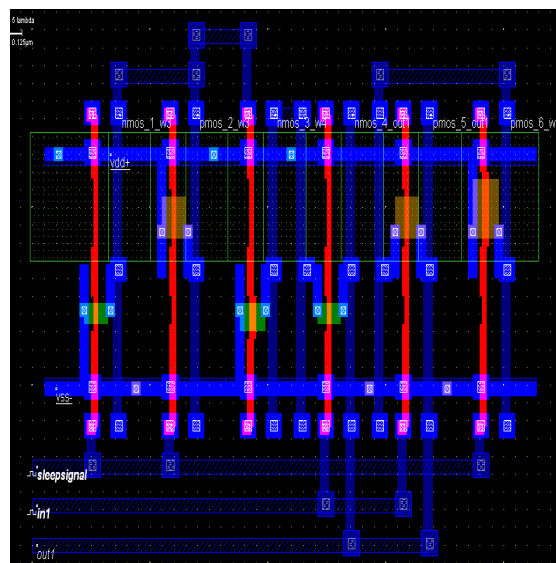 5 lambda
0.125µm
nmos_1_w3 pmos_2_w3 nmos_3_w4 nmos_4_out1 pmos_5_out1 pmos_6_w
vdd+
vss-
sleepsignal
in1
out1